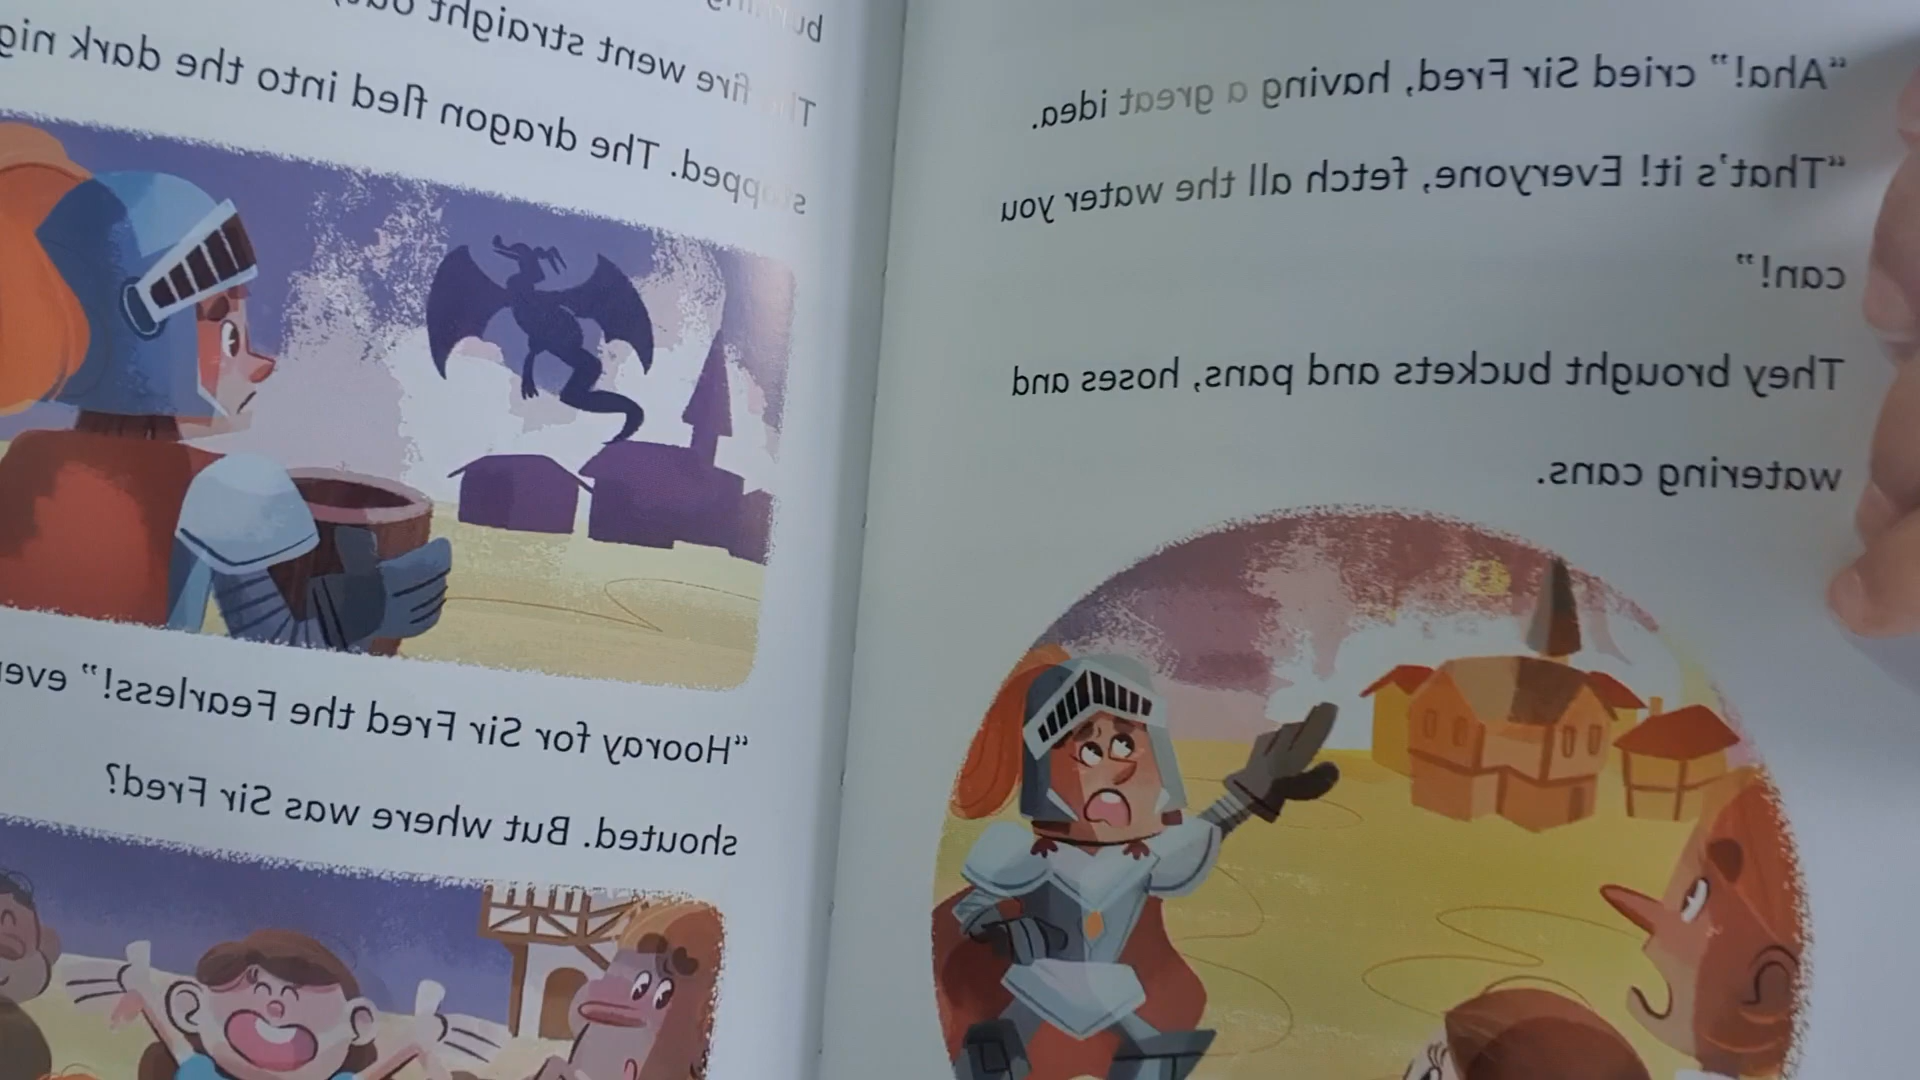 “Aha!” cried Sir Fred, having a great idea.
“That's it! Everyone, fetch all the water you
can!”
They brought buckets and pans, hoses and
watering cans.
The fire went straight
stopped. The dragon fled into the dark
“Hooray for Sir Fred the Fearless!”
shouted. But where was Sir Fred?